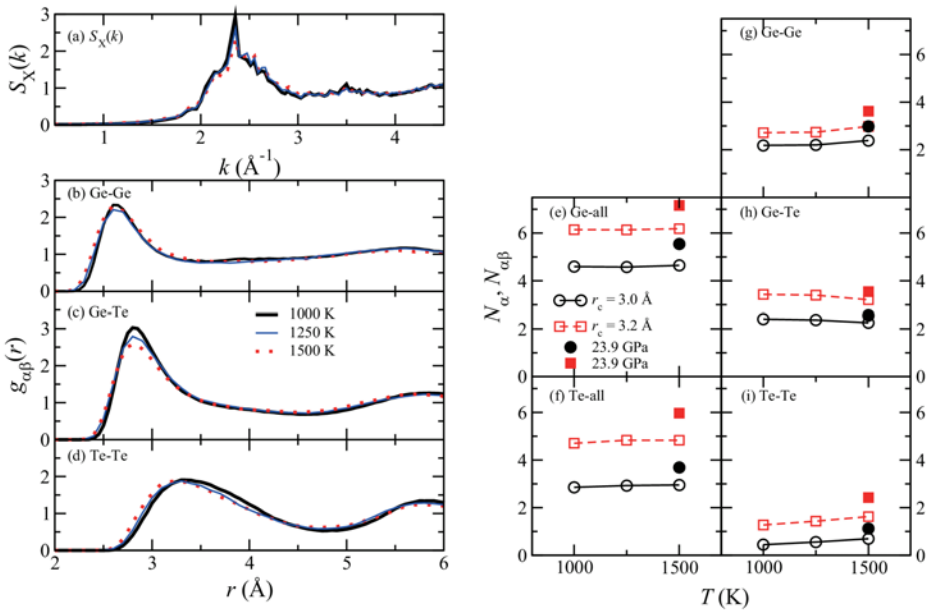 (a) S_X(k)
S_X(k)
3
2
1
0
1
2
3
4
k (Å⁻¹)
(b) Ge-Ge
3
2
1
0
(c) Ge-Te
1000 K
1250 K
1500 K
3
2
1
0
g_αβ(r)
(d) Te-Te
2
1
0
2
3
4
5
6
r (Å)
(g) Ge-Ge
6
4
2
(e) Ge-all
6
4
2
0
r_c = 3.0 Å
r_c = 3.2 Å
23.9 GPa
23.9 GPa
N_α, N_αβ
(h) Ge-Te
6
4
2
0
(f) Te-all
6
4
2
0
(i) Te-Te
6
4
2
0
1000
1500
1000
1500
T (K)